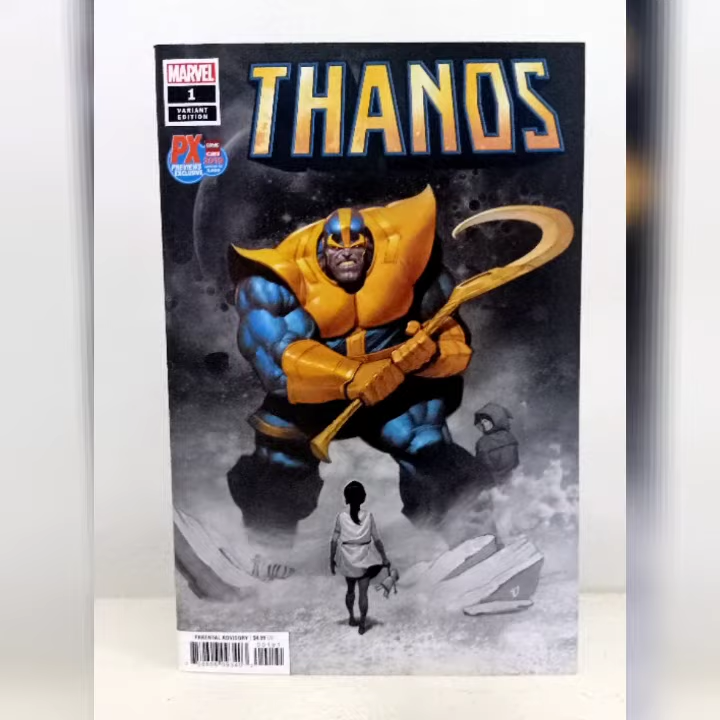 MARVEL
1
VARIANT
EDITION
THANOS
PX
PREVIEWS
EXCLUSIVE
PARENTAL ADVISORY